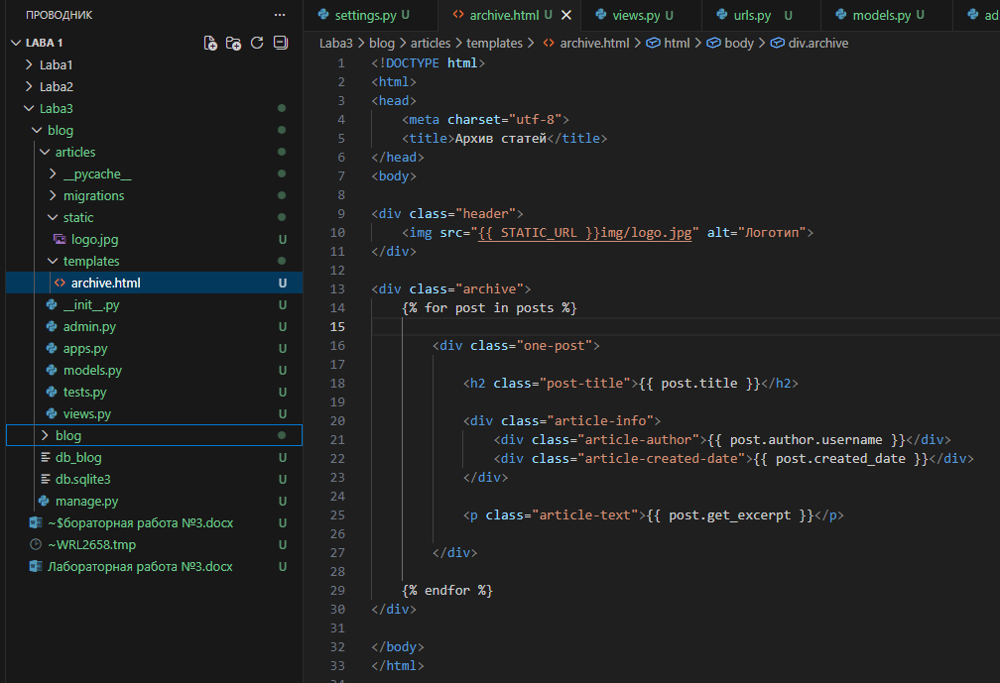 ПРОВОДНИК ...
LABA 1
Laba1
Laba2
Laba3
blog
articles
__pycache__
migrations
static
logo.jpg U
templates
<> archive.html U
__init__.py U
admin.py U
apps.py U
models.py U
tests.py U
views.py U
blog
db_blog U
db.sqlite3 U
manage.py U
~$бораторная работа №3.docx U
~WRL2658.tmp U
Лабораторная работа №3.docx U
settings.py U <> archive.html U views.py U urls.py U models.py U ad
Laba3 > blog > articles > templates > <> archive.html > html > body > div.archive
1 <!DOCTYPE html>
2 <html>
3 <head>
4 <meta charset="utf-8">
5 <title>Архив статей</title>
6 </head>
7 <body>
8
9 <div class="header">
10 <img src="{{ STATIC_URL }}img/logo.jpg" alt="Логотип">
11 </div>
12
13 <div class="archive">
14 {% for post in posts %}
15
16 <div class="one-post">
17
18 <h2 class="post-title">{{ post.title }}</h2>
19
20 <div class="article-info">
21 <div class="article-author">{{ post.author.username }}</div>
22 <div class="article-created-date">{{ post.created_date }}</div>
23 </div>
24
25 <p class="article-text">{{ post.get_excerpt }}</p>
26
27 </div>
28
29 {% endfor %}
30 </div>
31
32 </body>
33 </html>
34